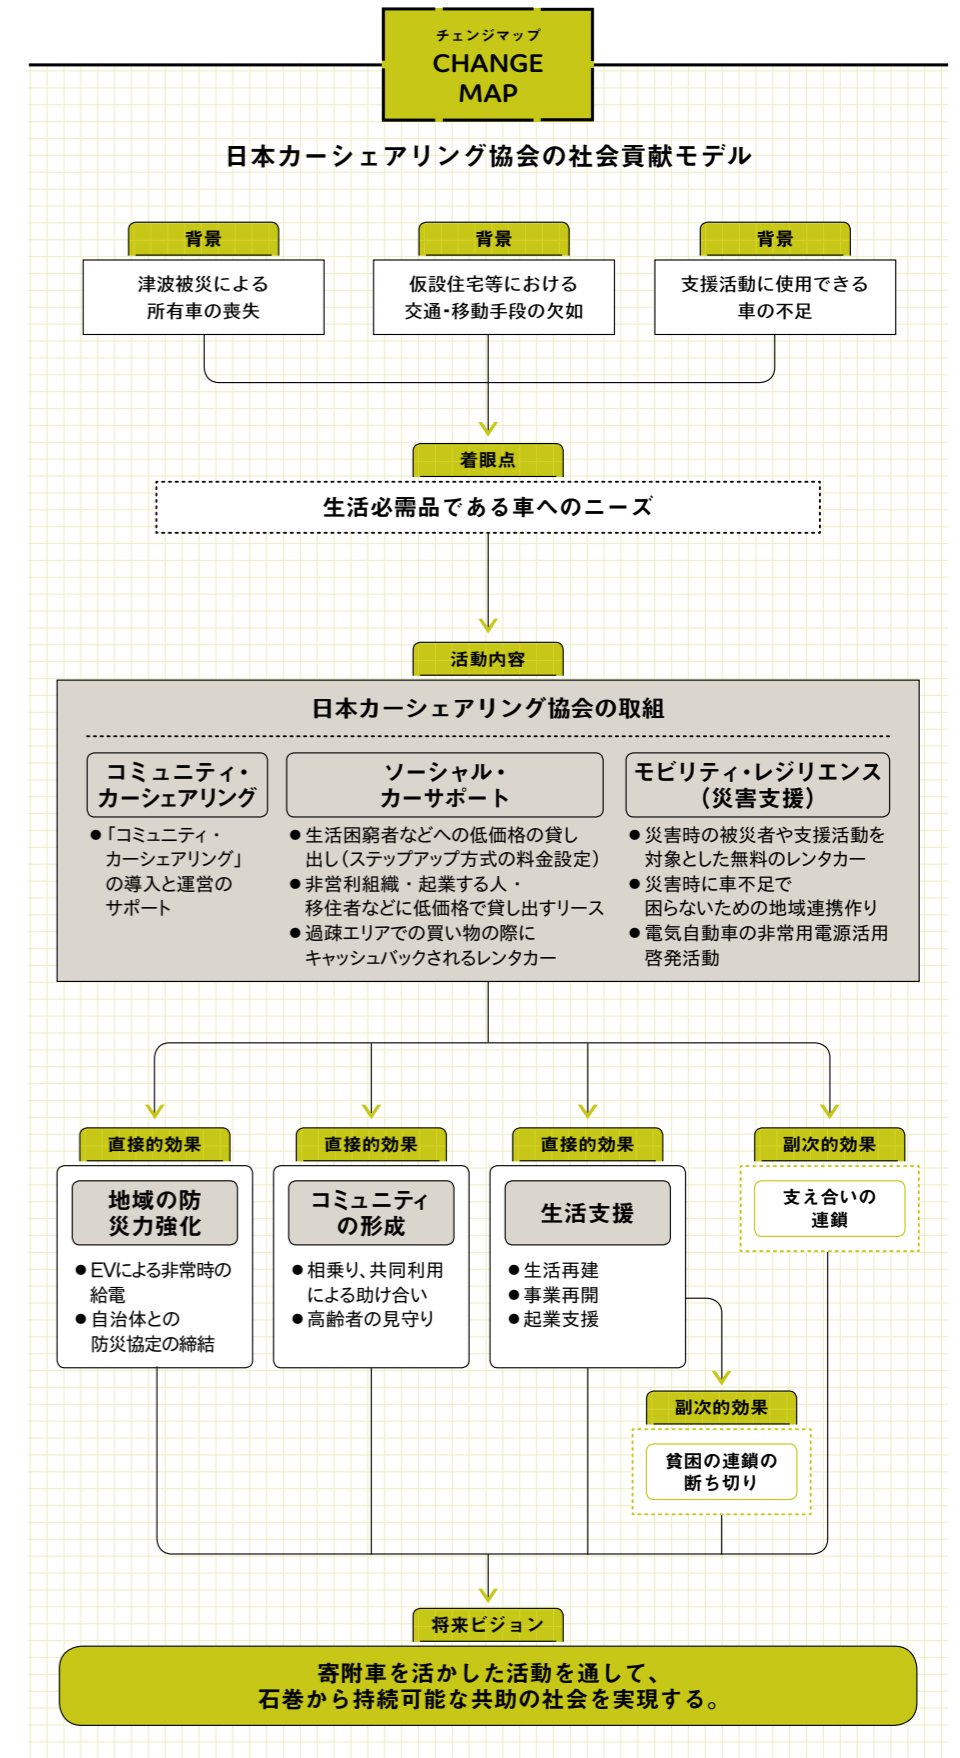 チェンジマップ
CHANGE
MAP
日本カーシェアリング協会の社会貢献モデル
背景
津波被災による
所有車の喪失
背景
仮設住宅等における
交通・移動手段の欠如
背景
支援活動に使用できる
車の不足
着眼点
生活必需品である車へのニーズ
活動内容
日本カーシェアリング協会の取組
コミュニティ・
カーシェアリング
●「コミュニティ・
カーシェアリング」
の導入と運営の
サポート
ソーシャル・
カーサポート
●生活困窮者などへの低価格の貸し
出し（ステップアップ方式の料金設定）
●非営利組織・起業する人・
移住者などに低価格で貸し出すリース
●過疎エリアでの買い物の際に
キャッシュバックされるレンタカー
モビリティ・レジリエンス
（災害支援）
●災害時の被災者や支援活動を
対象とした無料のレンタカー
●災害時に車不足で
困らないための地域連携作り
●電気自動車の非常用電源活用
啓発活動
直接的効果
地域の防
災力強化
●EVによる非常時の
給電
●自治体との
防災協定の締結
直接的効果
コミュニティ
の形成
●相乗り、共同利用
による助け合い
●高齢者の見守り
直接的効果
生活支援
●生活再建
●事業再開
●起業支援
副次的効果
支え合いの
連鎖
副次的効果
貧困の連鎖の
断ち切り
将来ビジョン
寄附車を活かした活動を通して、
石巻から持続可能な共助の社会を実現する。